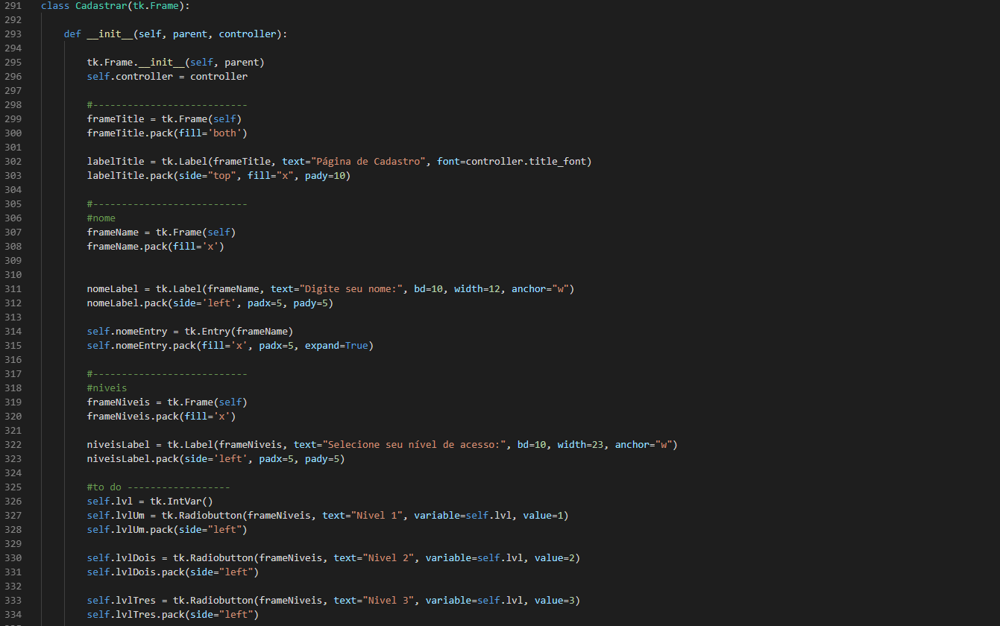 291 class Cadastrar(tk.Frame):
292
293     def __init__(self, parent, controller):
294
295         tk.Frame.__init__(self, parent)
296         self.controller = controller
297
298         #---------------------------
299         frameTitle = tk.Frame(self)
300         frameTitle.pack(fill='both')
301
302         labelTitle = tk.Label(frameTitle, text="Página de Cadastro", font=controller.title_font)
303         labelTitle.pack(side="top", fill="x", pady=10)
304
305         #---------------------------
306         #nome
307         frameName = tk.Frame(self)
308         frameName.pack(fill='x')
309
310
311         nomeLabel = tk.Label(frameName, text="Digite seu nome:", bd=10, width=12, anchor="w")
312         nomeLabel.pack(side='left', padx=5, pady=5)
313
314         self.nomeEntry = tk.Entry(frameName)
315         self.nomeEntry.pack(fill='x', padx=5, expand=True)
316
317         #---------------------------
318         #niveis
319         frameNiveis = tk.Frame(self)
320         frameNiveis.pack(fill='x')
321
322         niveisLabel = tk.Label(frameNiveis, text="Selecione seu nível de acesso:", bd=10, width=23, anchor="w")
323         niveisLabel.pack(side='left', padx=5, pady=5)
324
325         #to do ------------------
326         self.lvl = tk.IntVar()
327         self.lvlUm = tk.Radiobutton(frameNiveis, text="Nivel 1", variable=self.lvl, value=1)
328         self.lvlUm.pack(side="left")
329
330         self.lvlDois = tk.Radiobutton(frameNiveis, text="Nivel 2", variable=self.lvl, value=2)
331         self.lvlDois.pack(side="left")
332
333         self.lvlTres = tk.Radiobutton(frameNiveis, text="Nivel 3", variable=self.lvl, value=3)
334         self.lvlTres.pack(side="left")